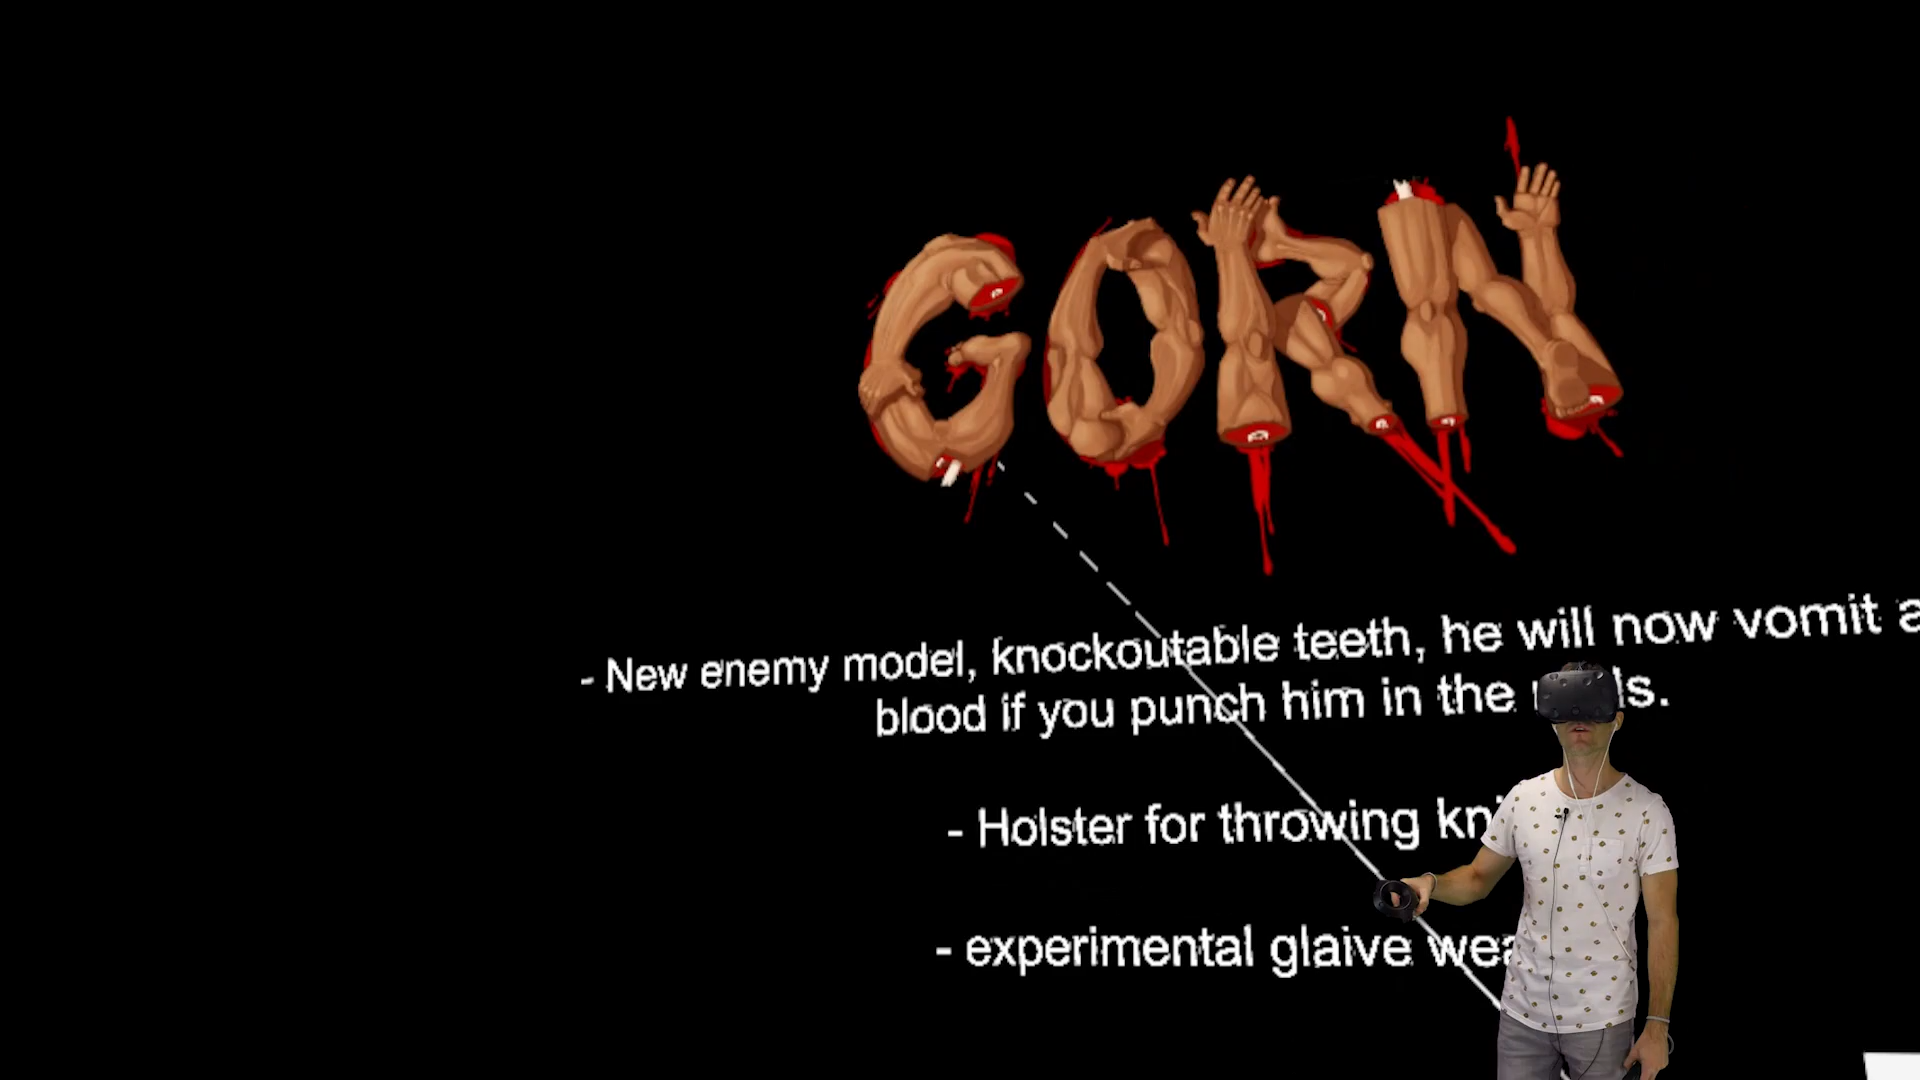 GORN
- New enemy model, knockoutable teeth, he will now vomit
blood if you punch him in the
- Holster for throwing
- experimental glaive